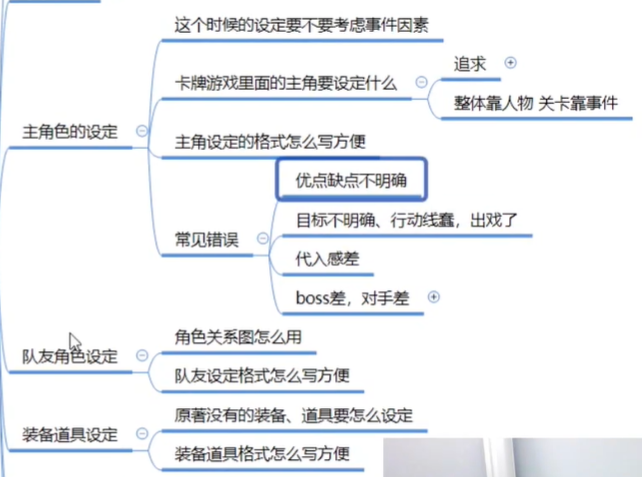 这个时候的设定要不要考虑事件因素
卡牌游戏里面的主角要设定什么
追求
整体靠人物 关卡靠事件
主角色的设定
主角设定的格式怎么写方便
优点缺点不明确
目标不明确、行动线蠢，出戏了
常见错误
代入感差
boss差，对手差
角色关系图怎么用
队友角色设定
队友设定格式怎么写方便
原著没有的装备、道具要怎么设定
装备道具设定
装备道具格式怎么写方便